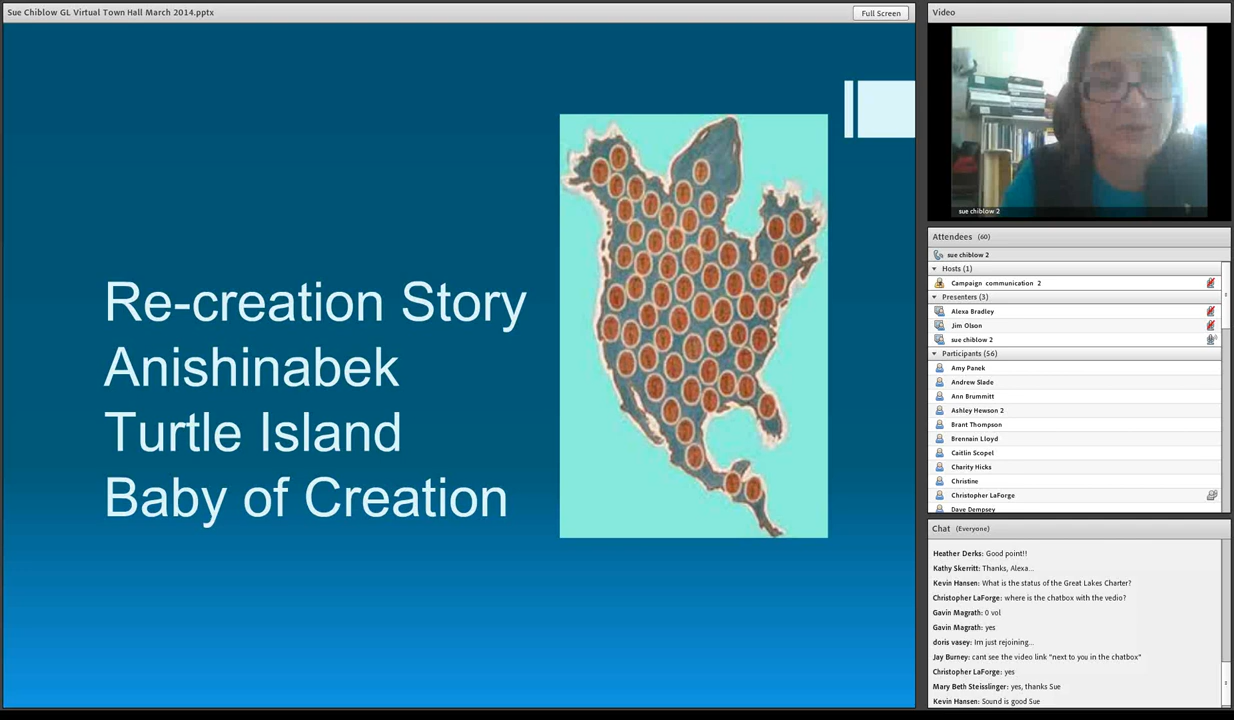 Sue Chiblow GL Virtual Town Hall March 2014.pptx
Full Screen
Re-creation Story
Anishinabek
Turtle Island
Baby of Creation
Video
sue chiblow 2
Attendees (60)
sue chiblow 2
Hosts (1)
Campaign communication 2
Presenters (3)
Alexa Bradley
Jim Olson
sue chiblow 2
Participants (56)
Amy Panek
Andrew Slade
Ann Brummitt
Ashley Hewson 2
Brant Thompson
Brennain Lloyd
Caitlin Scopel
Charity Hicks
Christine
Christopher LaForge
Dave Dempsey
Chat (Everyone)
Heather Derks: Good point!!
Kathy Skerritt: Thanks, Alexa...
Kevin Hansen: What is the status of the Great Lakes Charter?
Christopher LaForge: where is the chatbox with the vedio?
Gavin Magrath: 0 vol
Gavin Magrath: yes
doris vasey: Im just rejoining...
Jay Burney: cant see the video link "next to you in the chatbox"
Christopher LaForge: yes
Mary Beth Steisslinger: yes, thanks Sue
Kevin Hansen: Sound is good Sue